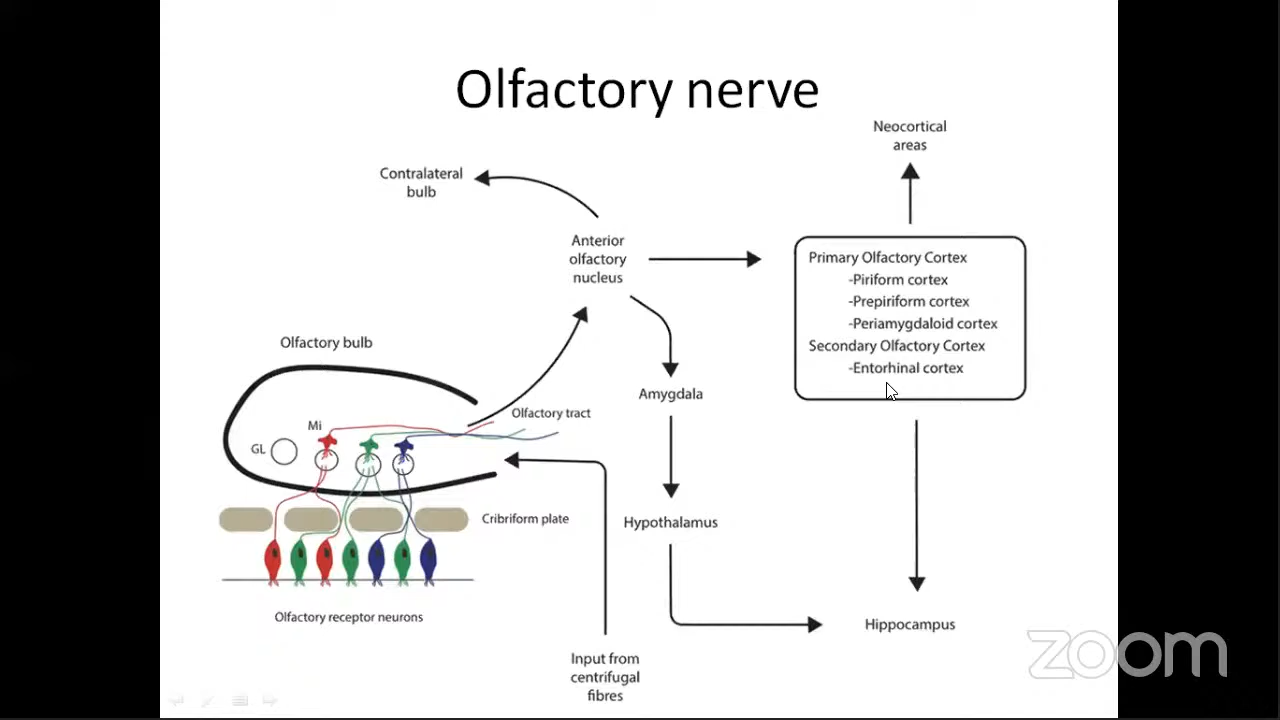 Olfactory nerve
Neocortical
areas
Contralateral
bulb
Anterior
olfactory
nucleus
Primary Olfactory Cortex
-Piriform cortex
-Prepiriform cortex
-Periamygdaloid cortex
Secondary Olfactory Cortex
-Entorhinal cortex
Olfactory bulb
Amygdala
Olfactory tract
Mi
GL
Cribriform plate
Hypothalamus
Olfactory receptor neurons
Hippocampus
Input from
centrifugal
fibres
zoom